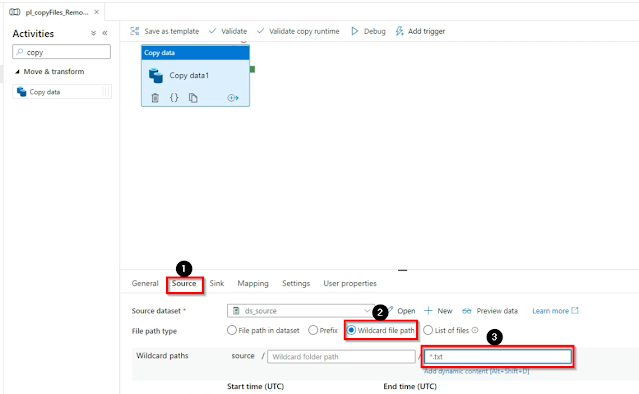 pl_copyFiles_Remo...
Activities
copy
Move & transform
Copy data
Save as template
Validate
Validate copy runtime
Debug
Add trigger
Copy data
Copy data1
{}
1
General
Source
Sink
Mapping
Settings
User properties
2
Source dataset *
ds_source
Open
New
Preview data
Learn more
File path type
File path in dataset
Prefix
Wildcard file path
List of files
3
Wildcard paths
source /
Wildcard folder path
/
*.txt
Add dynamic content [Alt+Shift+D]
Start time (UTC)
End time (UTC)